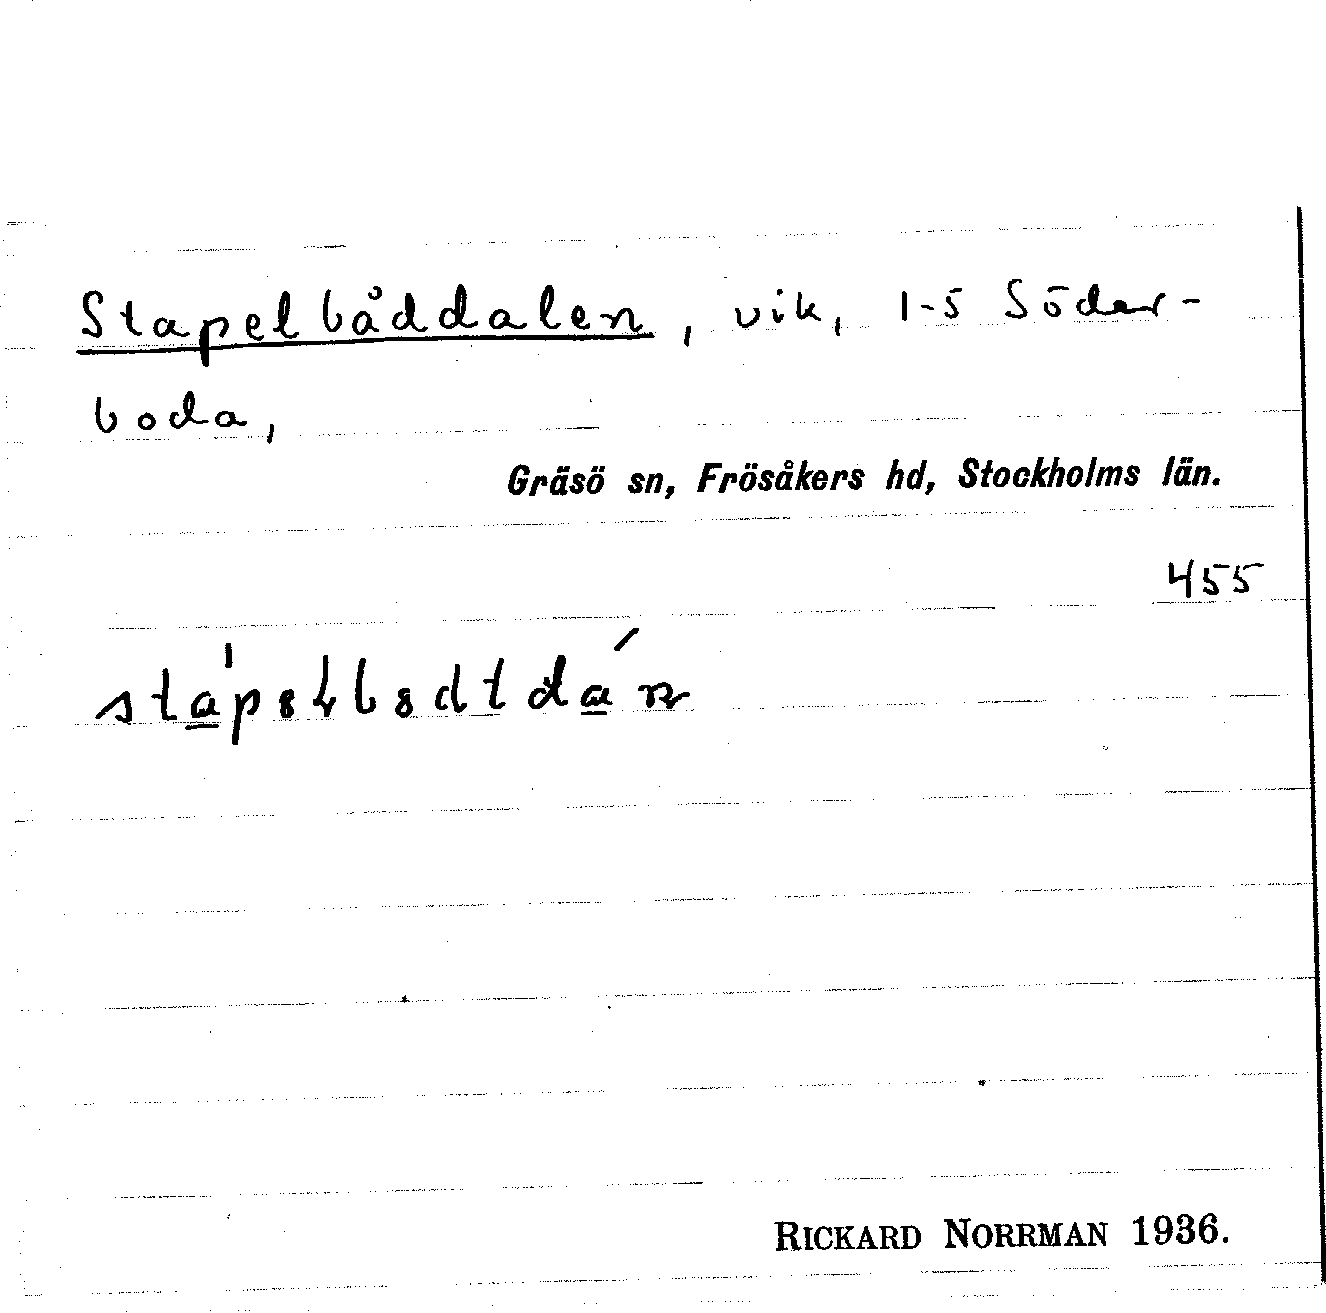 Stapelbåddalen, vik, 1-5 Söder-
boda,
Gräsö sn, Frösåkers hd, Stockholms län.
455
RICKARD NORRMAN 1936.